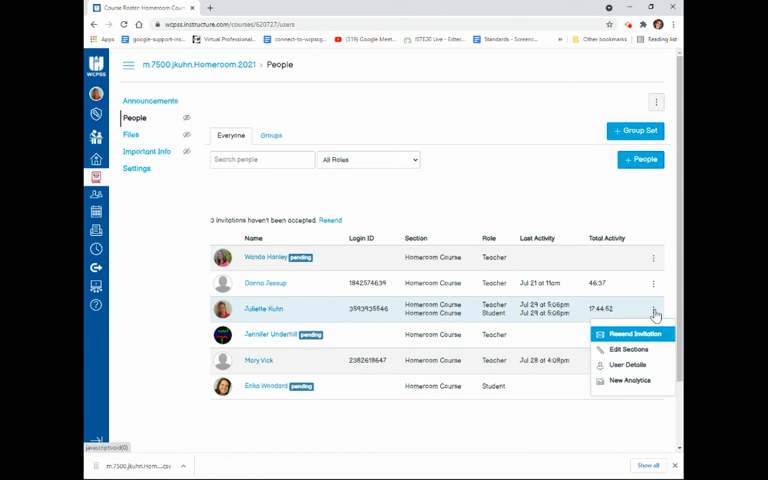 Course Roster: Homeroom Cours
wcpss.instructure.com/courses/620727/users
Apps
google-support-ins...
Virtual Professional...
connect-to-wcpssg...
(319) Google Meet...
ISTE20 Live - Edtec...
Standards - Screenc...
»
Other bookmarks
Reading list
WCPSS
m.7500.jkuhn.Homeroom.2021 > People
Announcements
People
Files
Important Info
Settings
Everyone
Groups
+ Group Set
Search people
All Roles
+ People
3 invitations haven't been accepted. Resend
Name Login ID Section Role Last Activity Total Activity
Wanda Hanley pending Homeroom Course Teacher
Donna Jessup 1842574639 Homeroom Course Teacher Jul 21 at 11am 46:37
Juliette Kuhn 3593935546 Homeroom Course Teacher Jul 29 at 5:06pm 17:44:52
Homeroom Course Student Jul 29 at 5:06pm
Jennifer Underhill pending Homeroom Course Teacher
Mary Vick 2382618647 Homeroom Course Teacher Jul 28 at 4:08pm
Erika Woodard pending Homeroom Course Student
Resend Invitation
Edit Sections
User Details
New Analytics
javascript:void(0)
m.7500.jkuhn.Hom....csv
Show all